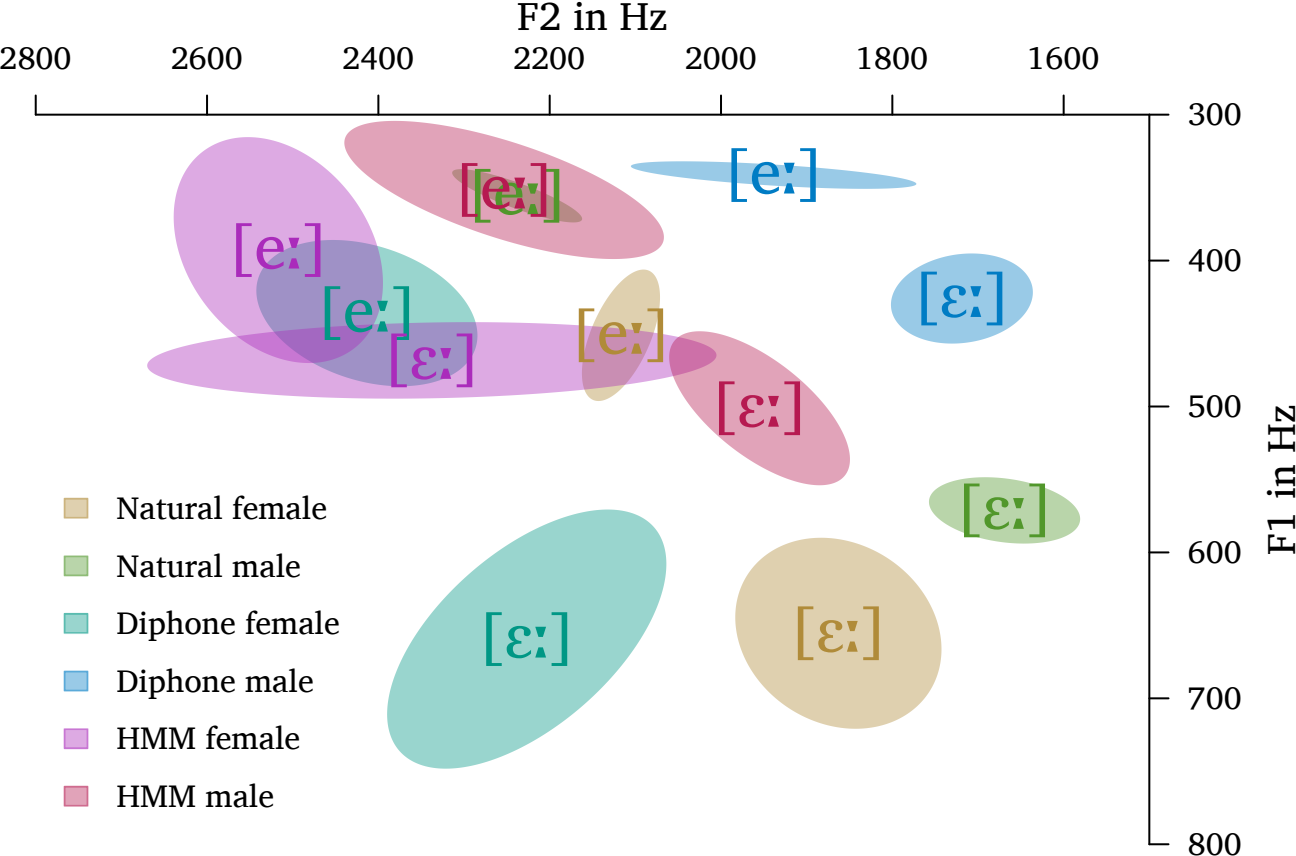 F2 in Hz
2800 2600 2400 2200 2000 1800 1600
300
[eː]
[eː]
[eː]
[eː]
400
[eː]
[ɛː]
[eː]
[eː]
[ɛː]
500
[ɛː]
F1 in Hz
[ɛː]
600
[ɛː]
[ɛː]
700
800
Natural female
Natural male
Diphone female
Diphone male
HMM female
HMM male